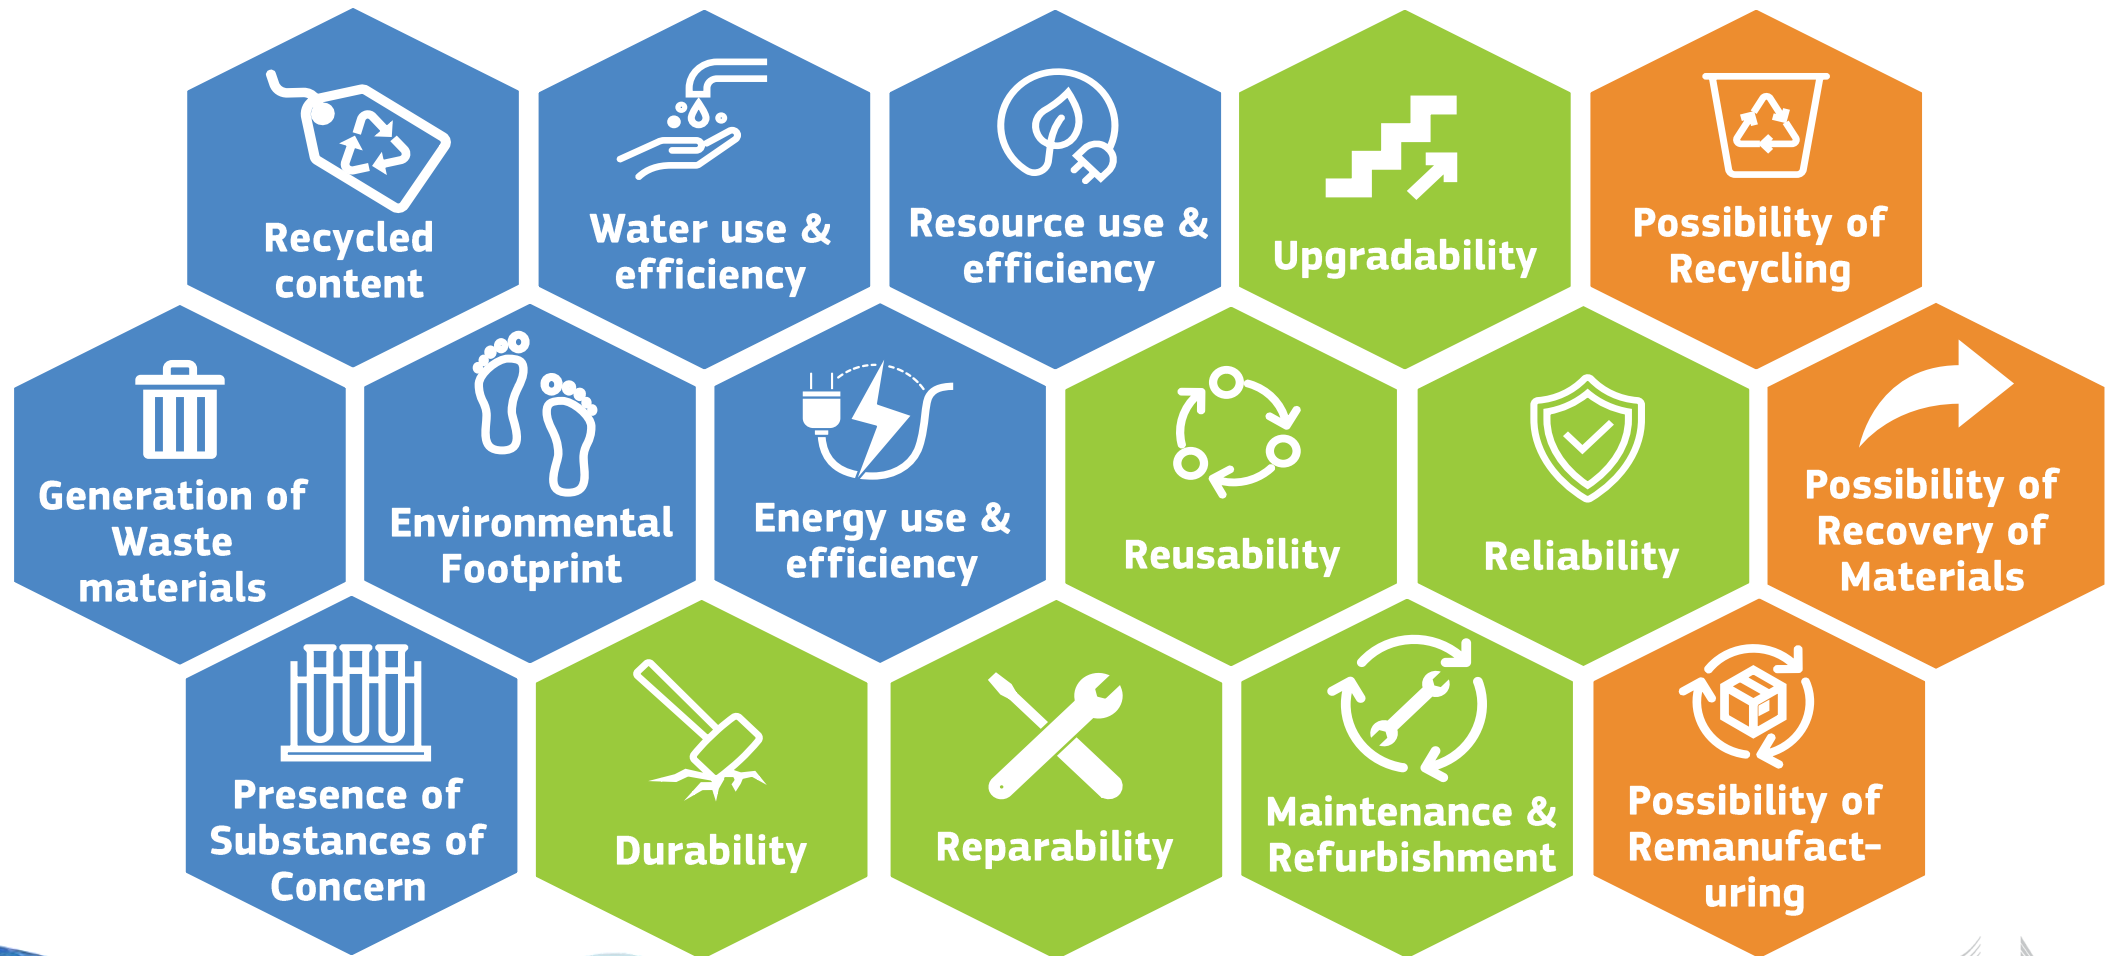 Recycled
content
Water use &
efficiency
Resource use &
efficiency
Upgradability
Possibility of
Recycling
Generation of
Waste
materials
Environmental
Footprint
Energy use &
efficiency
Reusability
Reliability
Possibility of
Recovery of
Materials
Presence of
Substances of
Concern
Durability
Reparability
Maintenance &
Refurbishment
Possibility of
Remanufact-
uring